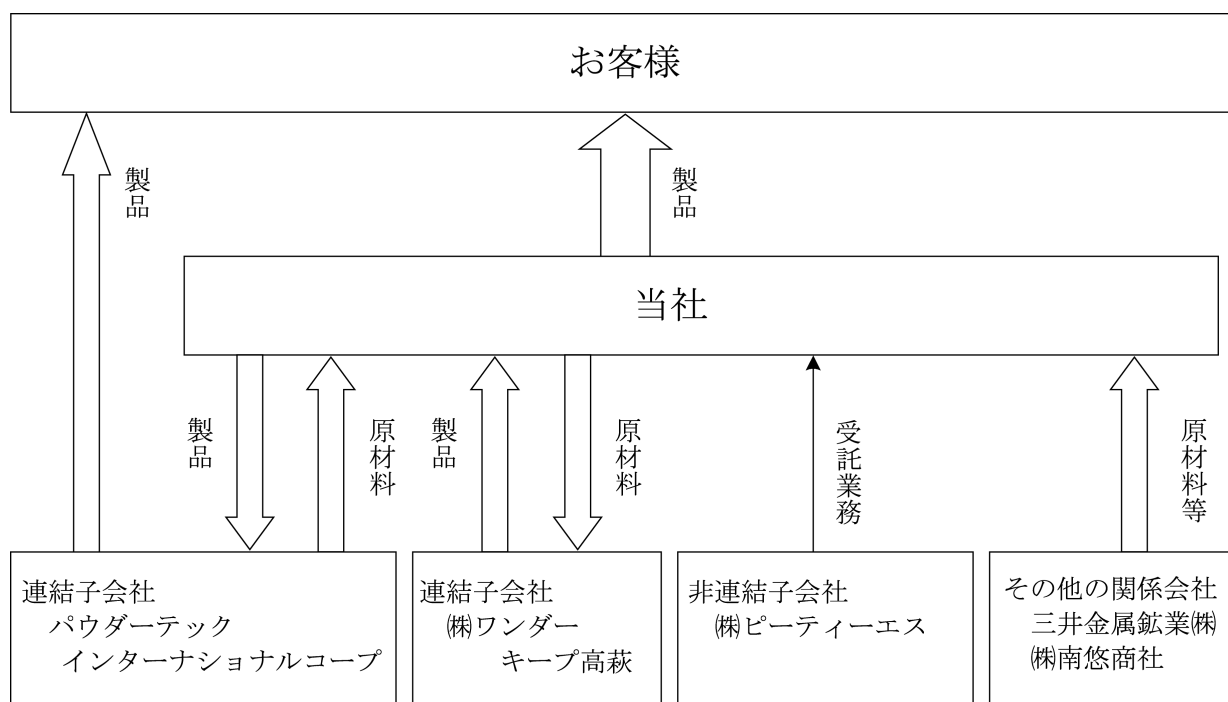 お客様
製品
製品
当社
製品
原材料
製品
原材料
受託業務
原材料等
連結子会社
パウダーテック
インターナショナルコープ
連結子会社
㈱ワンダー
キープ高萩
非連結子会社
㈱ピーティーエス
その他の関係会社
三井金属鉱業㈱
㈱南悠商社